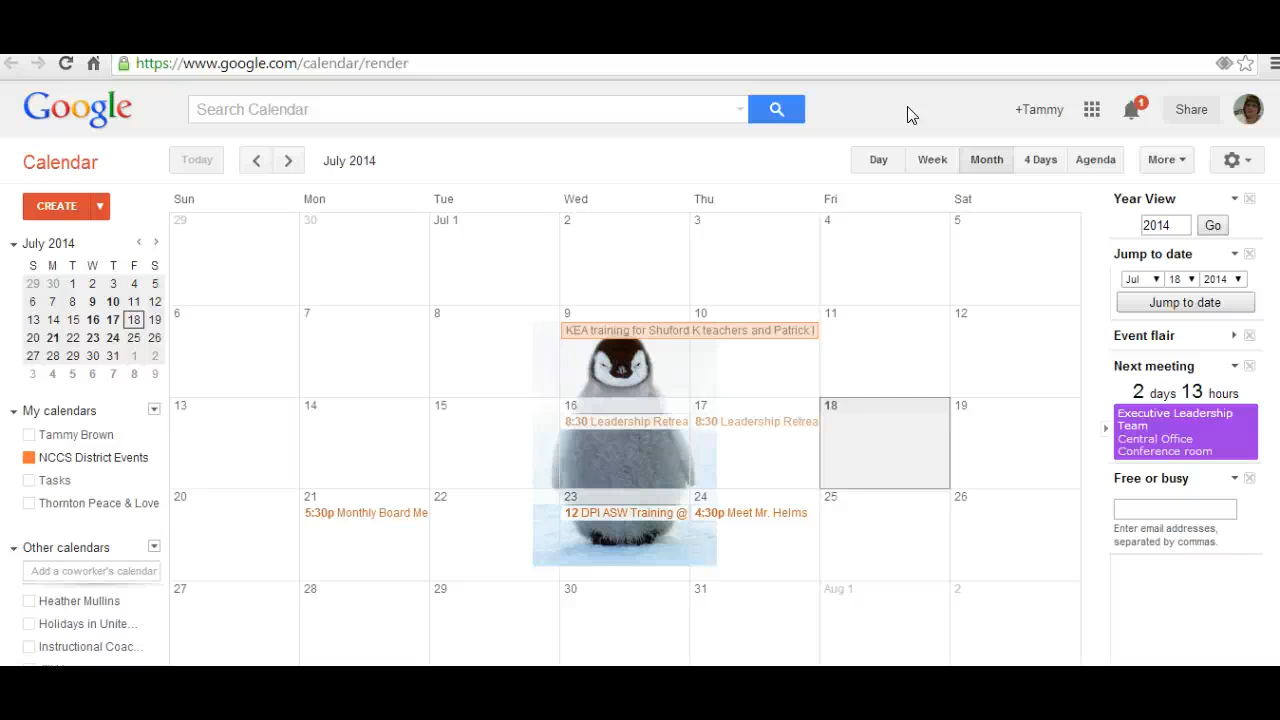 https://www.google.com/calendar/render
Google
Search Calendar
+Tammy
1
Share
Calendar
Today
July 2014
Day Week Month 4 Days Agenda
More
CREATE
July 2014
S M T W T F S
29 30 1 2 3 4 5
6 7 8 9 10 11 12
13 14 15 16 17 18 19
20 21 22 23 24 25 26
27 28 29 30 31 1 2
3 4 5 6 7 8 9
My calendars
Tammy Brown
NCCS District Events
Tasks
Thornton Peace & Love
Other calendars
Add a coworker's calendar
Heather Mullins
Holidays in Unite...
Instructional Coac...
Sun Mon Tue Wed Thu Fri Sat
29 30 Jul 1 2 3 4 5
6 7 8 9 10 11 12
KEA training for Shuford K teachers and Patrick
13 14 15 16 17 18 19
8:30 Leadership Retrea 8:30 Leadership Retrea
20 21 22 23 24 25 26
5:30p Monthly Board Me 12 DPI ASW Training @ 4:30p Meet Mr. Helms
27 28 29 30 31 Aug 1 2
Year View
2014 Go
Jump to date
Jul 18 2014
Jump to date
Event flair
Next meeting
2 days 13 hours
Executive Leadership
Team
Central Office
Conference room
Free or busy
Enter email addresses,
separated by commas.